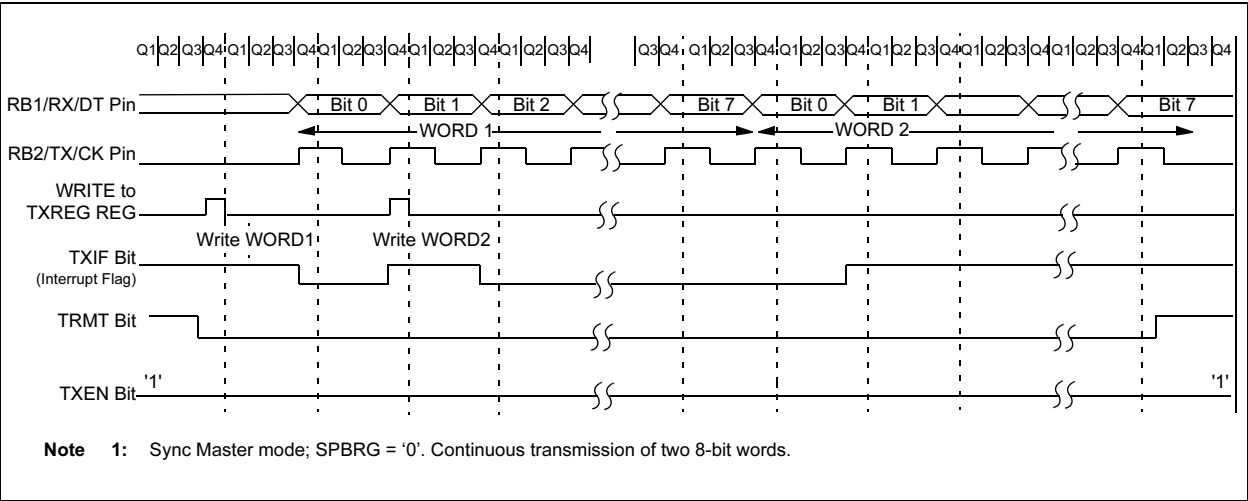 Q1 Q2 Q3 Q4 Q1 Q2 Q3 Q4 Q1 Q2 Q3 Q4 Q1 Q2 Q3 Q4 Q1 Q2 Q3 Q4 Q3 Q4 Q1 Q2 Q3 Q4 Q1 Q2 Q3 Q4 Q1 Q2 Q3 Q4 Q1 Q2 Q3 Q4 Q1 Q2 Q3 Q4 Q1 Q2 Q3 Q4
RB1/RX/DT Pin Bit 0 Bit 1 Bit 2 Bit 7 Bit 0 Bit 1 Bit 7
WORD 1 WORD 2
RB2/TX/CK Pin
WRITE to
TXREG REG
Write WORD1 Write WORD2
TXIF Bit
(Interrupt Flag)
TRMT Bit
'1' '1'
TXEN Bit
Note 1: Sync Master mode; SPBRG = ‘0’. Continuous transmission of two 8-bit words.